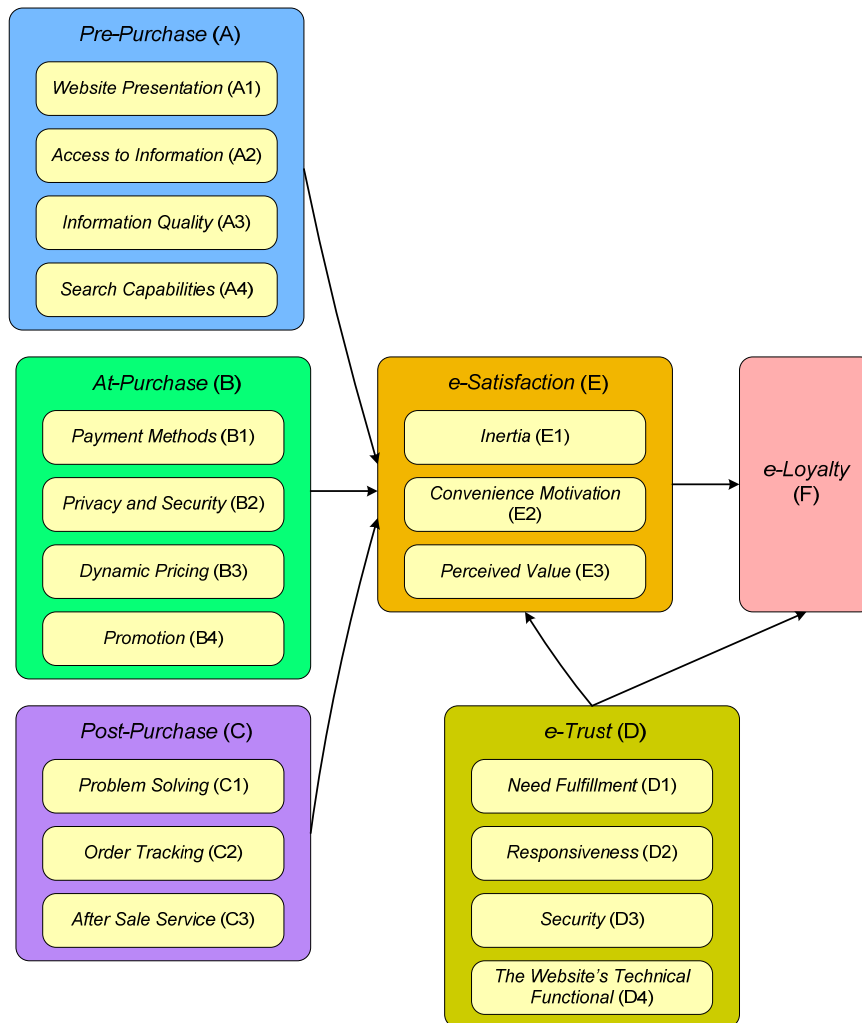 Pre-Purchase (A)
Website Presentation (A1)
Access to Information (A2)
Information Quality (A3)
Search Capabilities (A4)
At-Purchase (B)
Payment Methods (B1)
Privacy and Security (B2)
Dynamic Pricing (B3)
Promotion (B4)
Post-Purchase (C)
Problem Solving (C1)
Order Tracking (C2)
After Sale Service (C3)
e-Satisfaction (E)
Inertia (E1)
Convenience Motivation
(E2)
Perceived Value (E3)
e-Trust (D)
Need Fulfillment (D1)
Responsiveness (D2)
Security (D3)
The Website's Technical
Functional (D4)
e-Loyalty
(F)